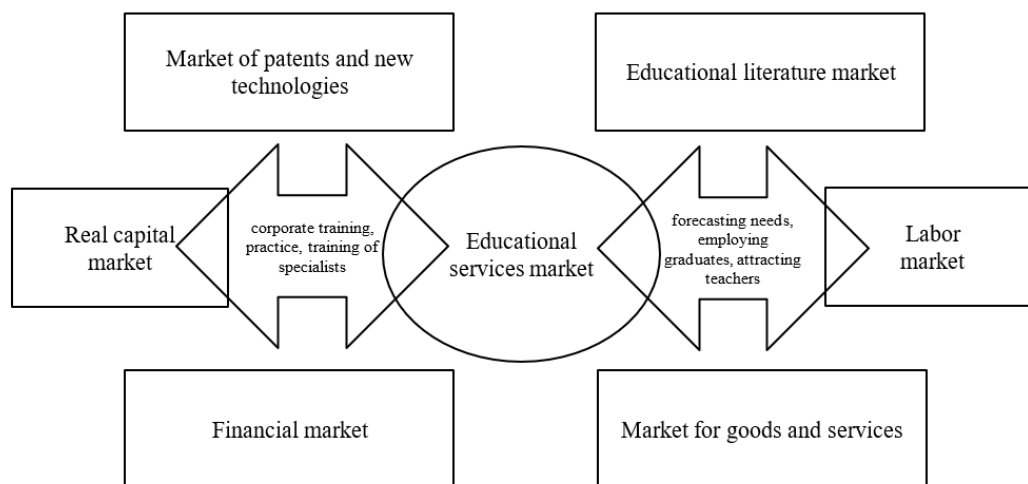 Market of patents and new
technologies
Educational literature market
Real capital
market
corporate training,
practice, training of
specialists
Educational
services market
forecasting needs,
employing
graduates, attracting
teachers
Labor
market
Financial market
Market for goods and services